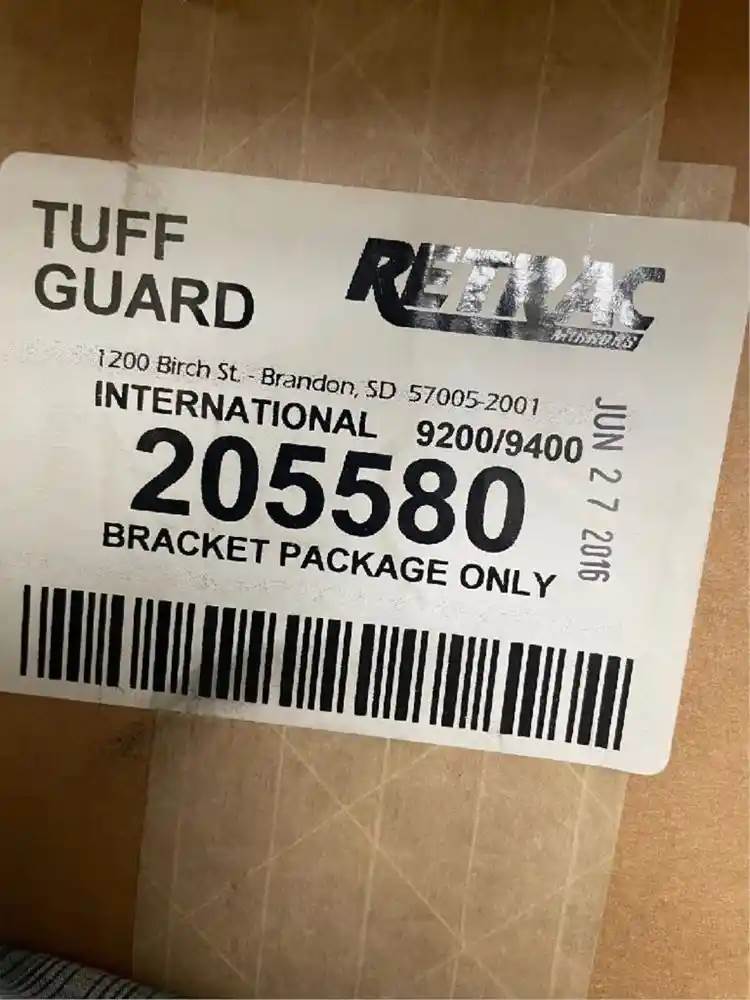 TUFF
GUARD
RETRAC
MIRRORS
1200 Birch St. - Brandon, SD 57005-2001
INTERNATIONAL 9200/9400
205580
BRACKET PACKAGE ONLY
JUN 27 2016